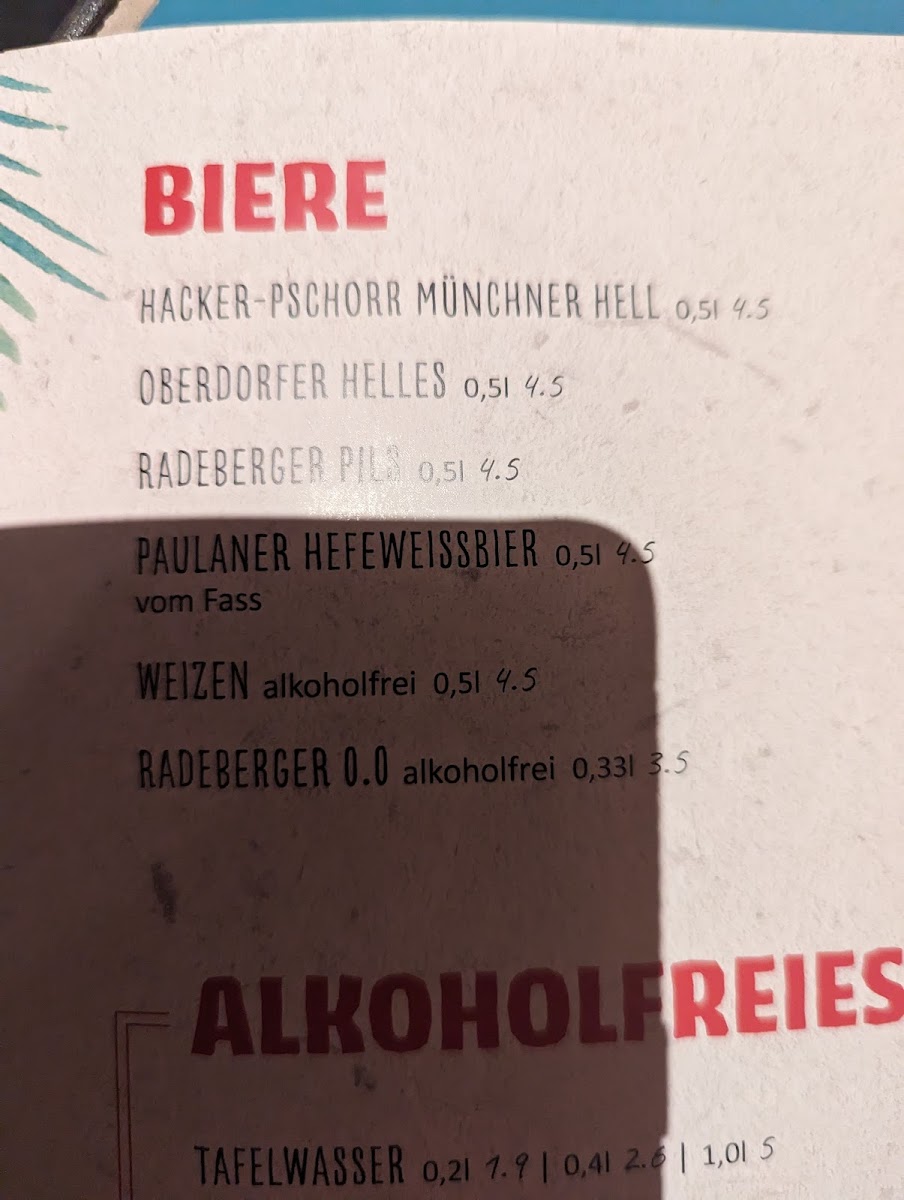 BIERE
HACKER-PSCHORR MÜNCHNER HELL 0,5l 4.5
OBERDORFER HELLES 0,5l 4.5
RADEBERGER PILS 0,5l 4.5
PAULANER HEFEWEISSBIER 0,5l 4.5
vom Fass
WEIZEN alkoholfrei 0,5l 4.5
RADEBERGER 0.0 alkoholfrei 0,33l 3.5
ALKOHOLFREIES
TAFELWASSER 0,2l 1.9 | 0,4l 2.6 | 1,0l 5